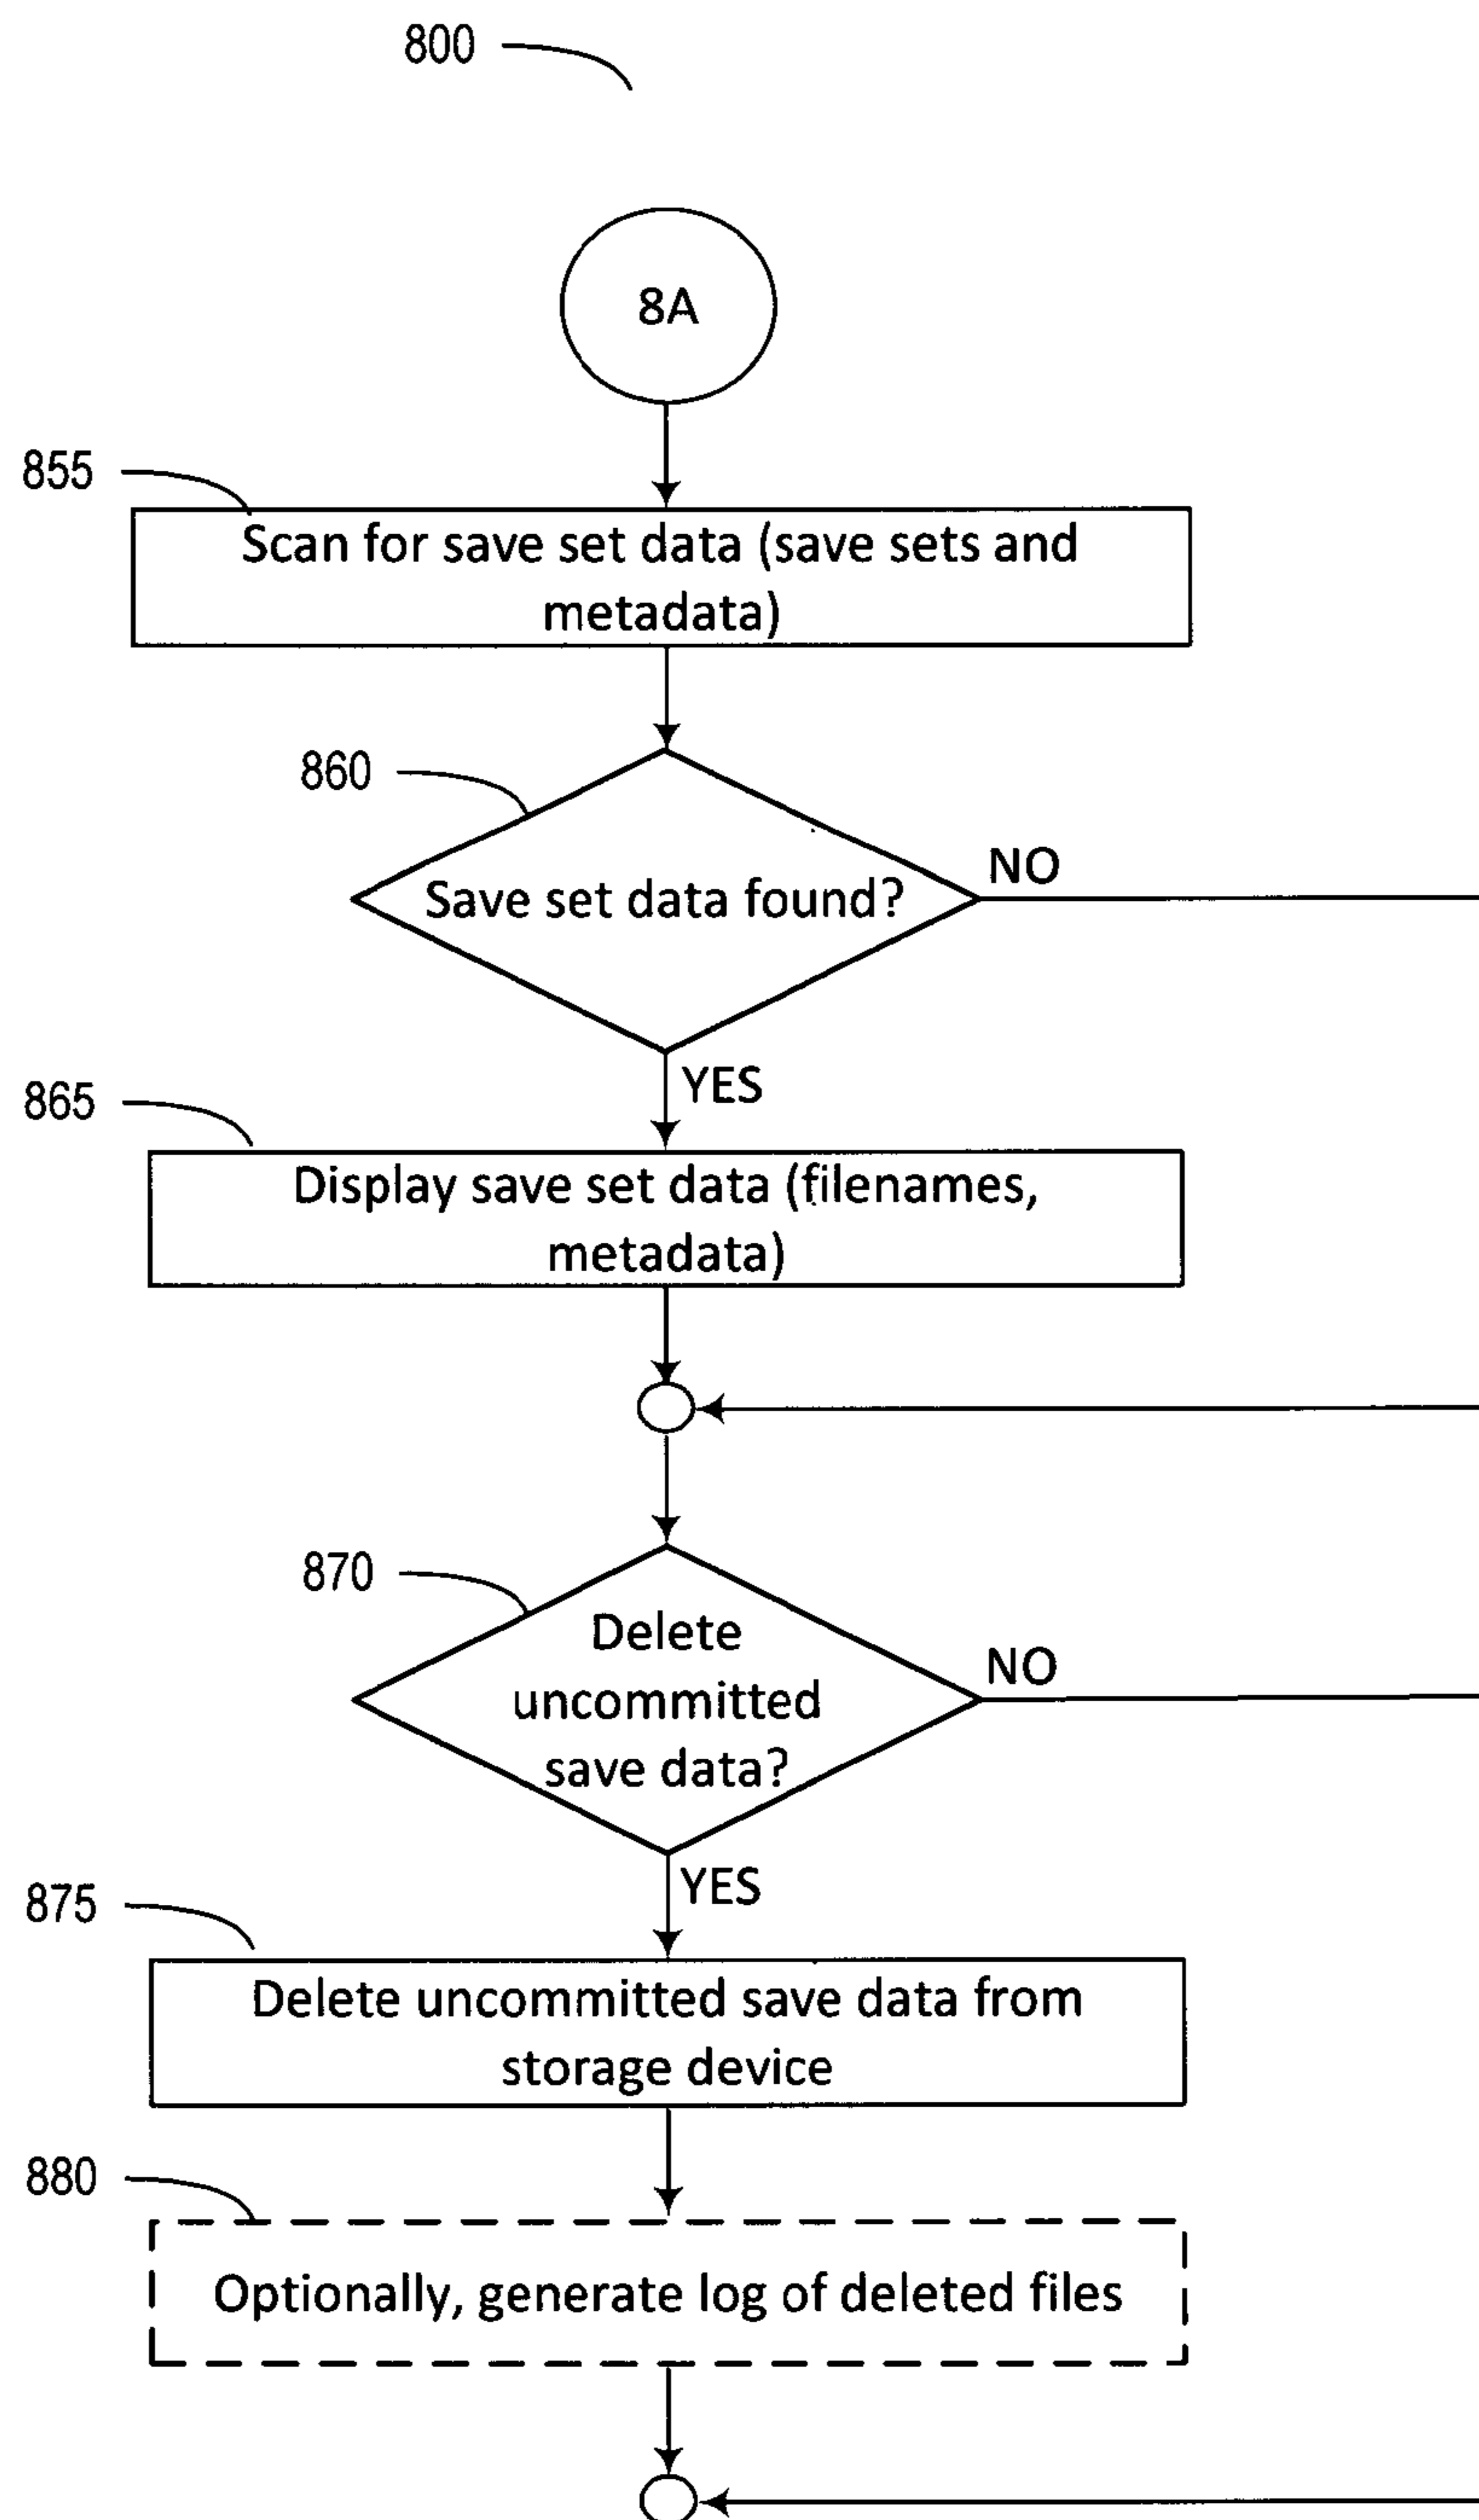 800
8A
855
Scan for save set data (save sets and
metadata)
860
Save set data found?
NO
YES
865
Display save set data (filenames,
metadata)
870
Delete
uncommitted
save data?
NO
YES
875
Delete uncommitted save data from
storage device
880
Optionally, generate log of deleted files